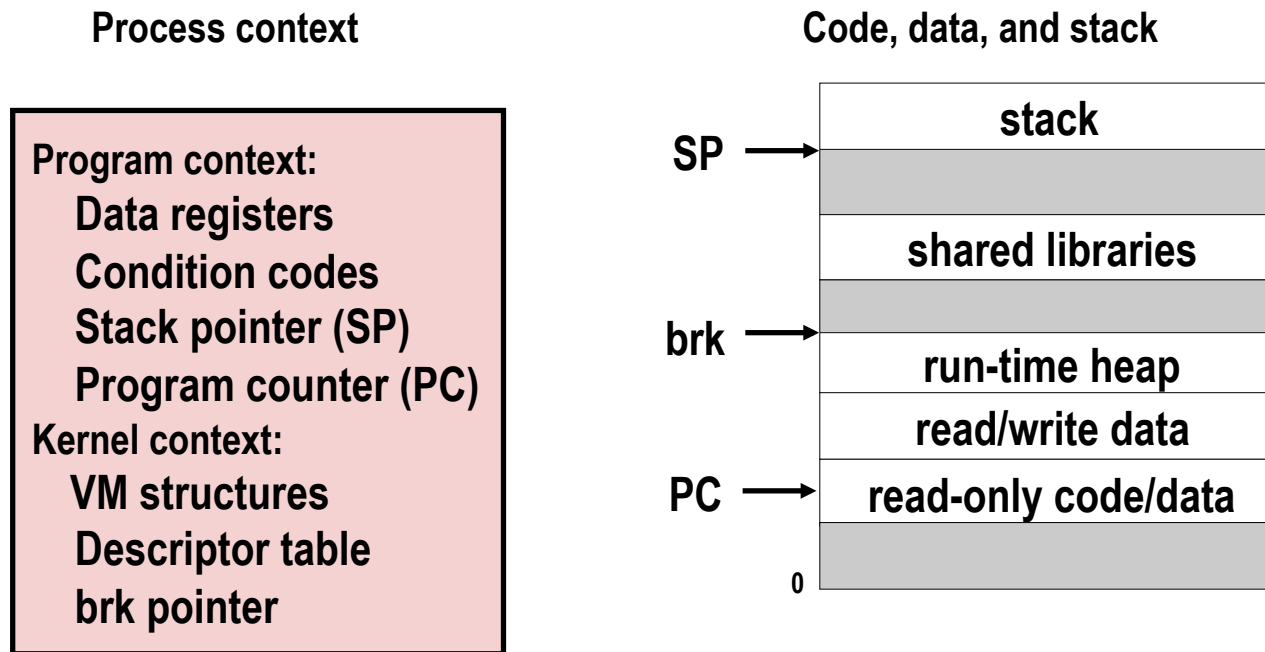 Process context
Program context:
Data registers
Condition codes
Stack pointer (SP)
Program counter (PC)
Kernel context:
VM structures
Descriptor table
brk pointer
Code, data, and stack
stack
SP
shared libraries
brk
run-time heap
read/write data
PC
read-only code/data
0